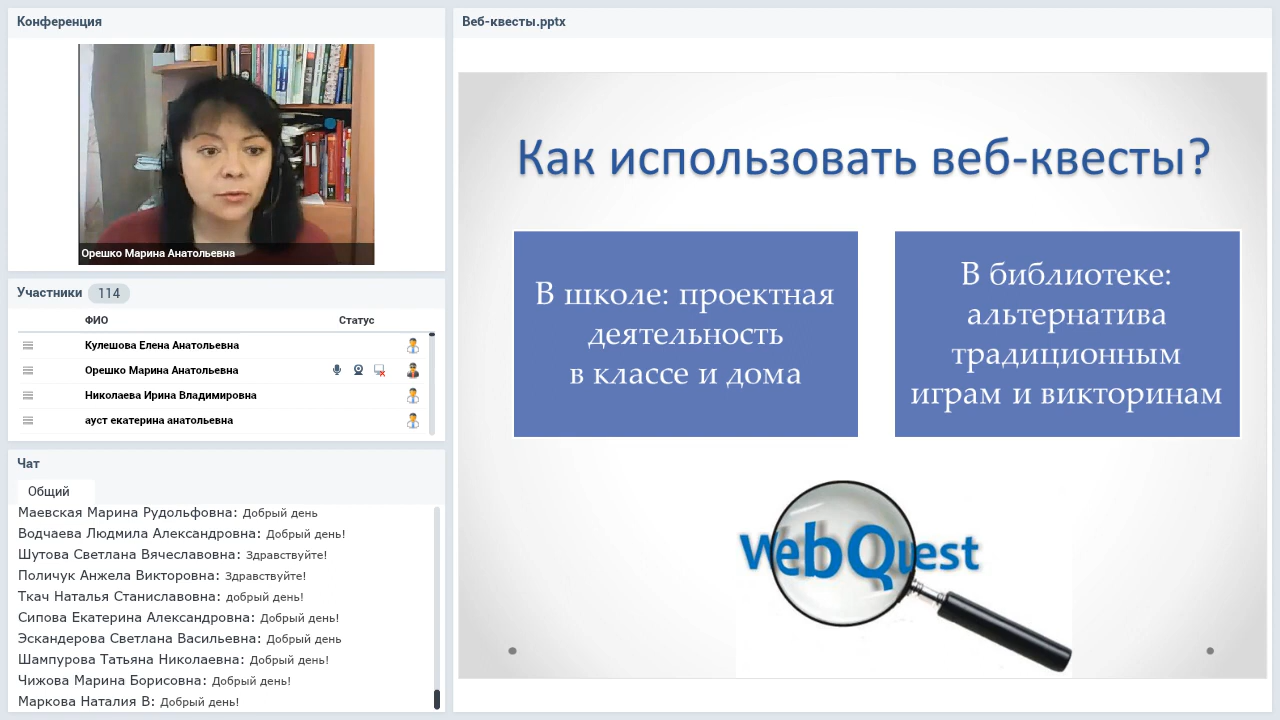 Конференция
Орешко Марина Анатольевна
Участники 114
ФИО Статус
Кулешова Елена Анатольевна
Орешко Марина Анатольевна
Николаева Ирина Владимировна
ауст екатерина анатольевна
Чат
Общий
Маевская Марина Рудольфовна: Добрый день
Водчаева Людмила Александровна: Добрый день!
Шутова Светлана Вячеславовна: Здравствуйте!
Поличук Анжела Викторовна: Здравствуйте!
Ткач Наталья Станиславовна: добрый день!
Сипова Екатерина Александровна: Добрый день!
Эскандерова Светлана Васильевна: Добрый день
Шампурова Татьяна Николаевна: Добрый день!
Чижова Марина Борисовна: Добрый день!
Маркова Наталия В: Добрый день!
Веб-квесты.pptx
Как использовать веб-квесты?
В школе: проектная
деятельность
в классе и дома
В библиотеке:
альтернатива
традиционным
играм и викторинам
WebQuest